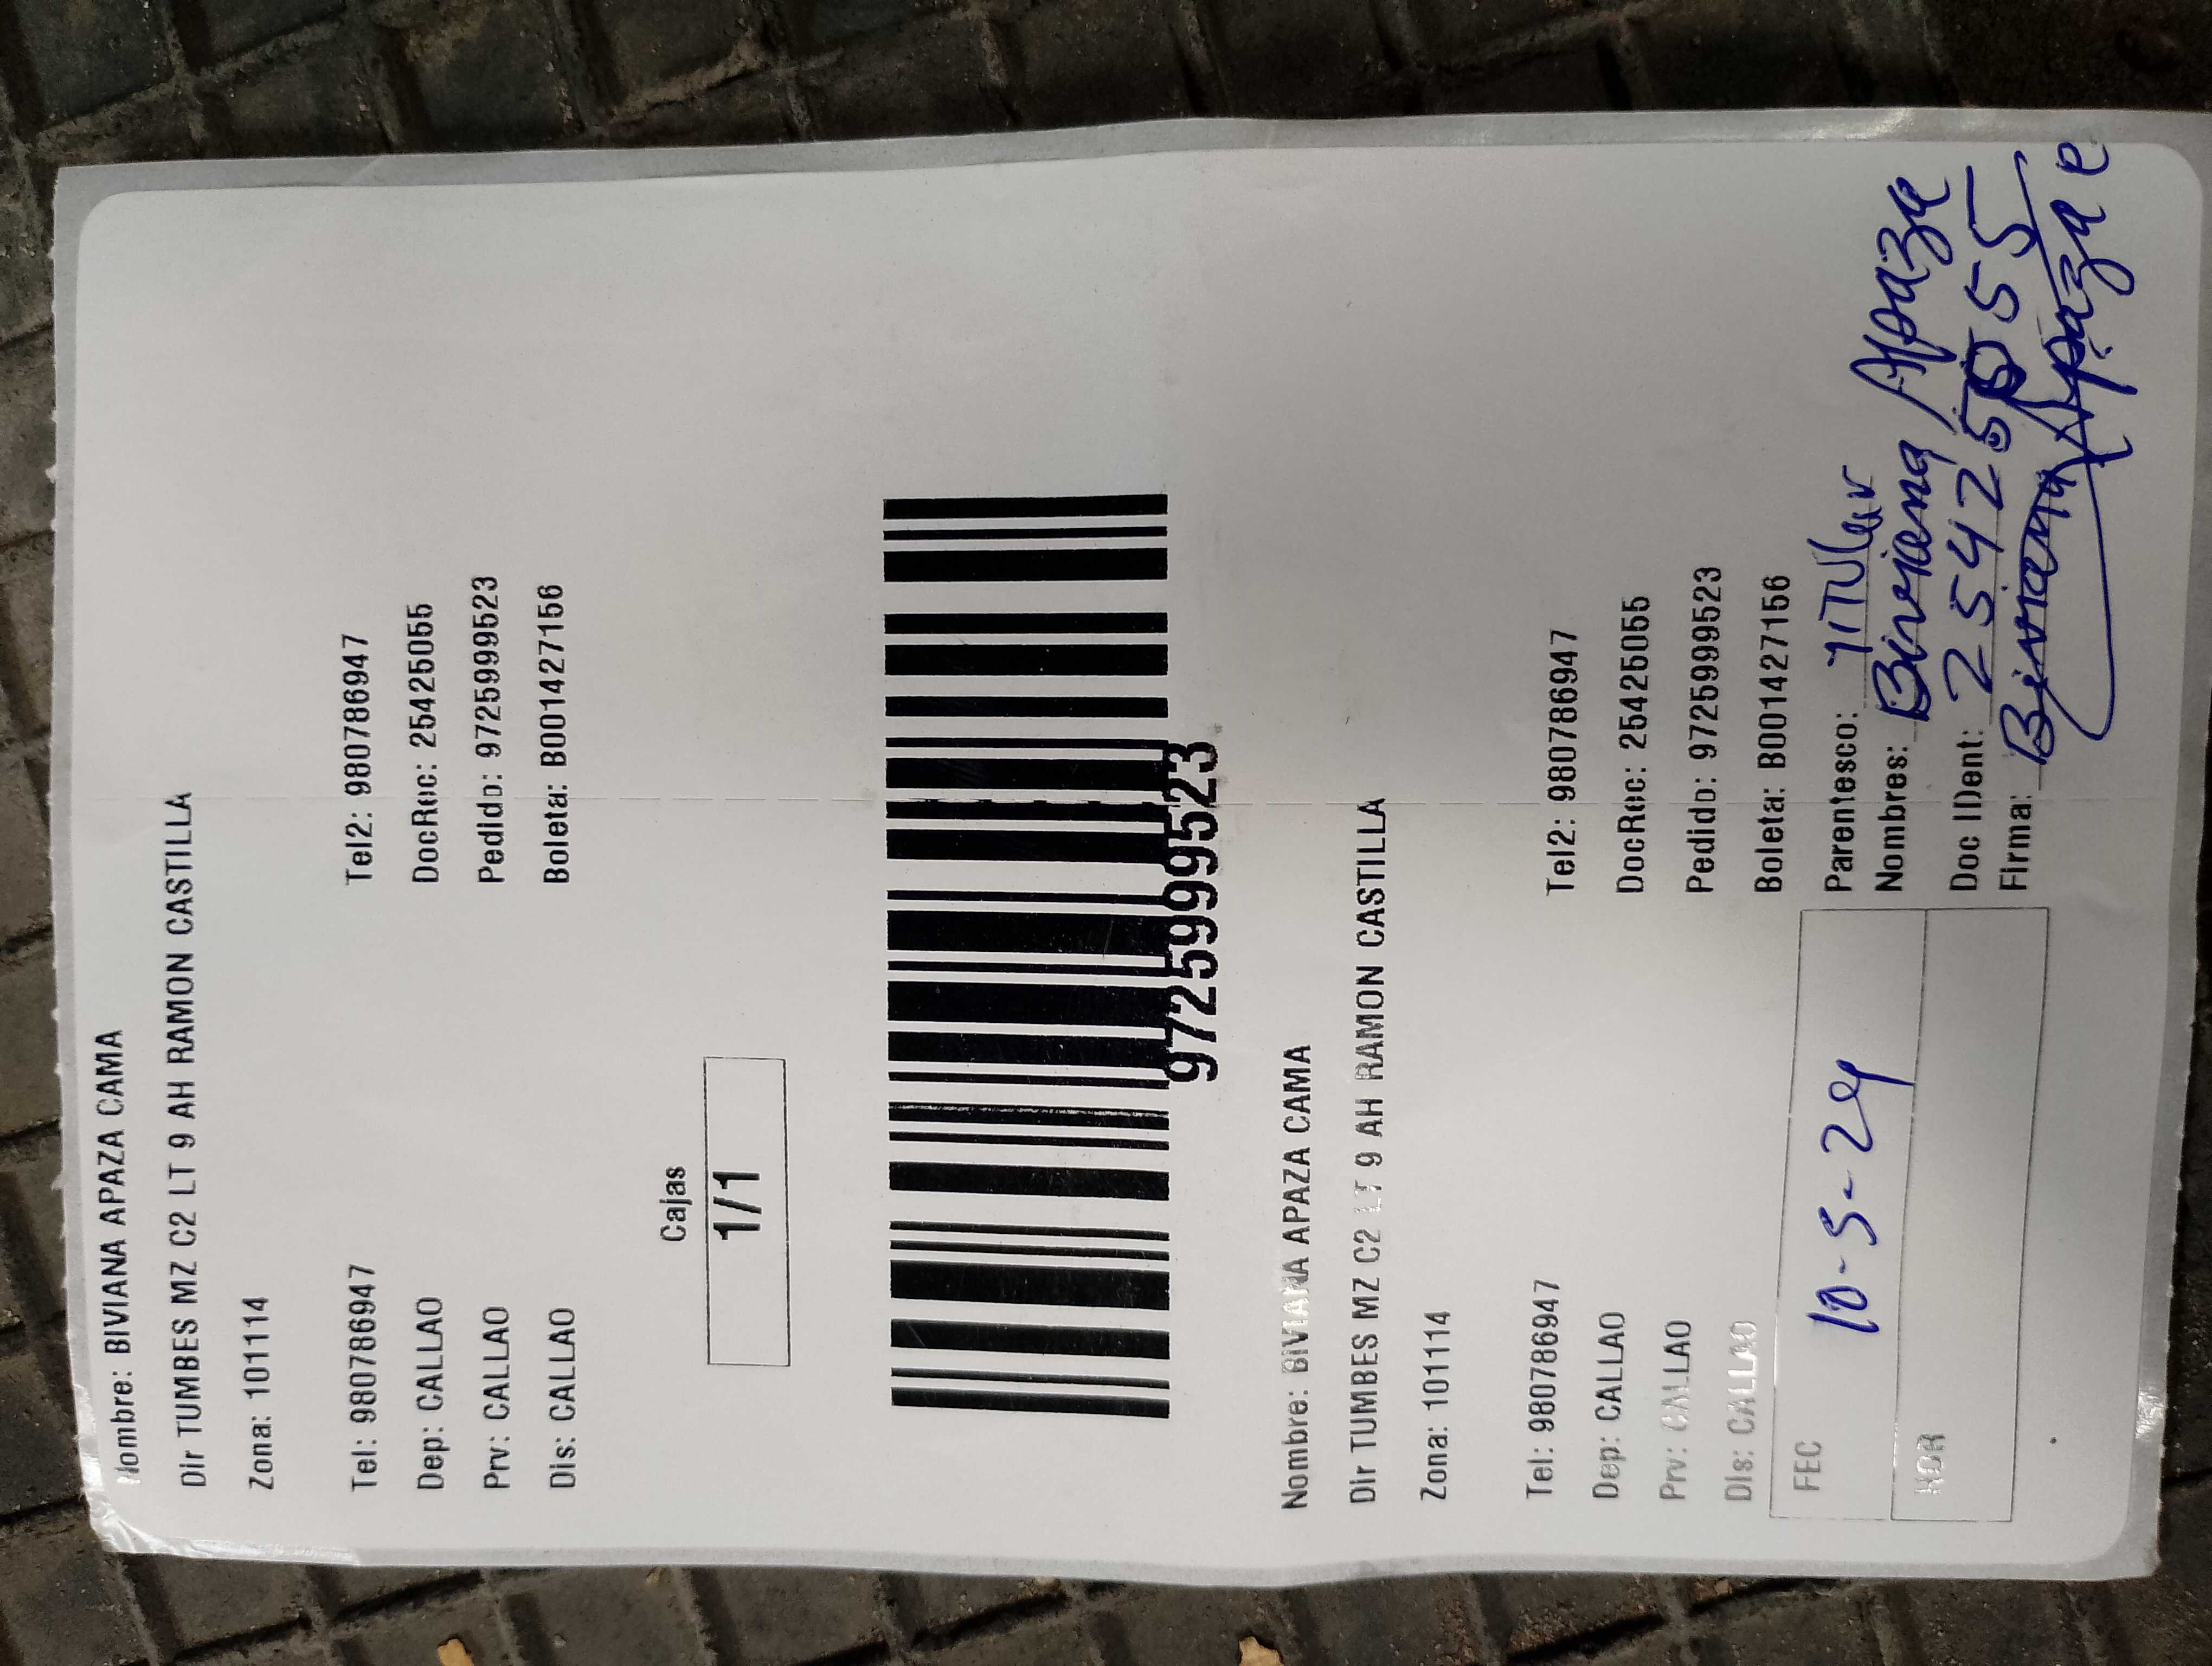 Nombre: BIVIANA APAZA CAMA
Dir TUMBES MZ C2 LT 9 AH RAMON CASTILLA
Zona: 101114
Tel: 980786947 Tel2: 980786947
Dep: CALLAO DocRec: 25425055
Prv: CALLAO Pedido: 9725999523
Dis: CALLAO Boleta: B001427156
Cajas
1/1
9725999523
Nombre: BIVIANA APAZA CAMA
Dir TUMBES MZ C2 LT 9 AH RAMON CASTILLA
Zona: 101114
Tel: 980786947 Tel2: 980786947
Dep: CALLAO DocRec: 25425055
Prv: CALLAO Pedido: 9725999523
Dis: CALLAO Boleta: B001427156
FEC 10-5-24 Parentesco: TITular
Nombres: Biviana Apaza
HOR Doc IDent: 25425055
Firma: Biviana Apaza c